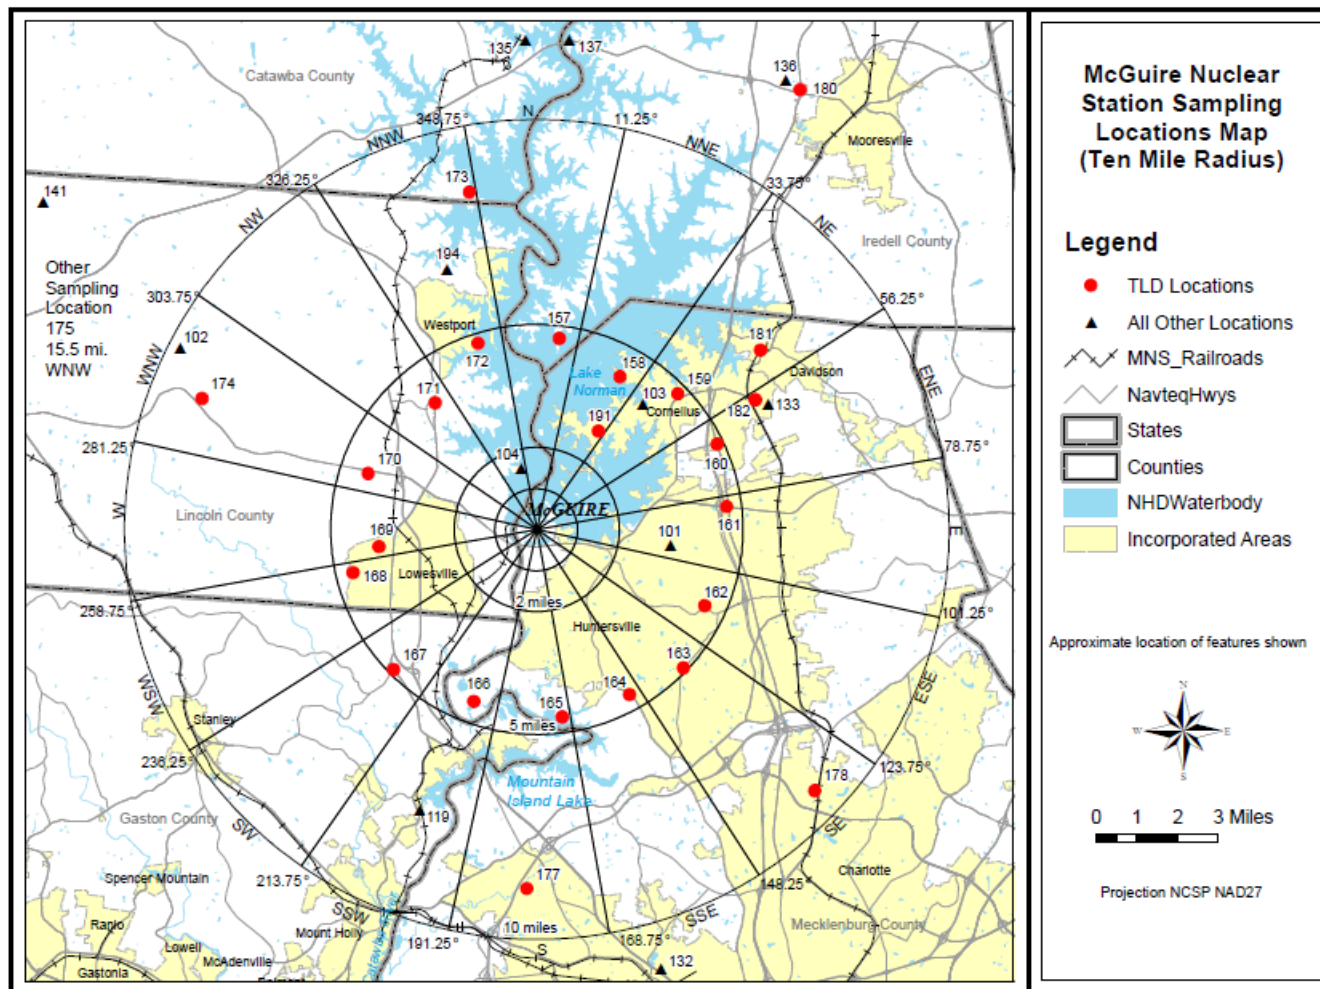 135
137
136
180
Catawba County
Mooresville
348.75°
N
11.25°
NNW
NNE
326.25°
173
33.75°
141
NW
NE
Iredell County
194
Other
Sampling
Location
175
15.5 mi.
WNW
303.75°
56.25°
102
Westport
157
181
WNW
172
158
Davidson
ENE
174
171
Lake
Norman
103
159
Cornelius
182
133
191
281.25°
78.75°
104
160
170
McGUIRE
161
W
Lincoln County
E
169
101
168
Lowesville
258.75°
2 miles
162
101.25°
Huntersville
167
163
WSW
166
164
ESE
165
Stanley
5 miles
236.25°
123.75°
Mountain
Island Lake
178
119
Gaston County
SW
SE
Charlotte
Spencer Mountain
213.75°
177
148.25°
SSW
SSE
Ranlo
Mount Holly
10 miles
Mecklenburg County
Lowell
191.25°
168.75°
McAdenville
S
132
Gastonia
McGuire Nuclear
Station Sampling
Locations Map
(Ten Mile Radius)
Legend
TLD Locations
All Other Locations
MNS_Railroads
NavteqHwys
States
Counties
NHDWaterbody
Incorporated Areas
Approximate location of features shown
N
W
E
S
0 1 2 3 Miles
Projection NCSP NAD27